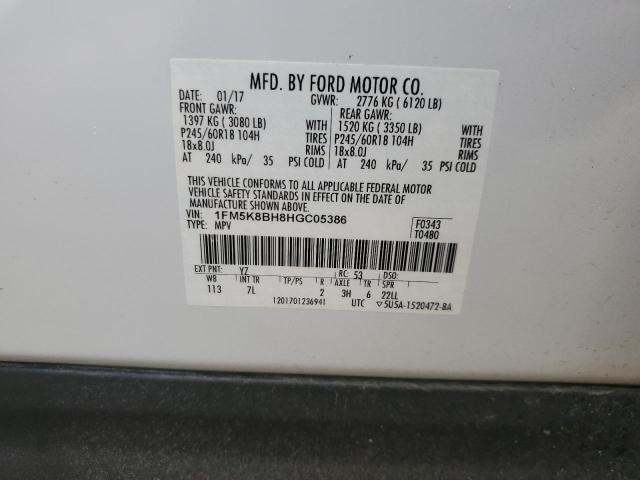 MFD. BY FORD MOTOR CO.
DATE: 01/17 GVWR: 2776 KG ( 6120 LB)
FRONT GAWR: REAR GAWR:
1397 KG ( 3080 LB) WITH 1520 KG ( 3350 LB) WITH
P245/60R18 104H TIRES P245/60R18 104H TIRES
18x8.0J RIMS 18x8.0J RIMS
AT 240 kPa/ 35 PSI COLD AT 240 kPa/ 35 PSI COLD
THIS VEHICLE CONFORMS TO ALL APPLICABLE FEDERAL MOTOR
VEHICLE SAFETY STANDARDS IN EFFECT ON THE DATE OF
MANUFACTURE SHOWN ABOVE.
VIN: 1FM5K8BH8HGC05386 F0343
TYPE: MPV T0480
EXT PNT: YZ RC: 53 DSO:
WB INT TR TP/PS R AXLE TR SPR
113 7L 2 3H 6 22LL
1201701236941 UTC ▽5U5A-1520472-BA